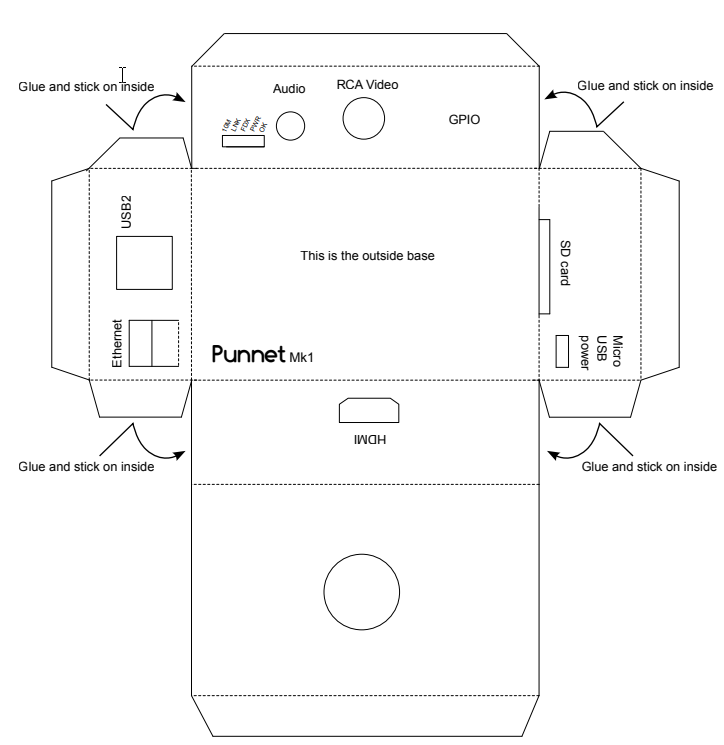 RCA Video
Audio
Glue and stick on inside
Glue and stick on inside
GPIO
10M
LNK
FDX
PWR
OK
USB2
This is the outside base
SD card
Ethernet
Micro
USB
power
Punnet Mk1
HDMI
Glue and stick on inside
Glue and stick on inside